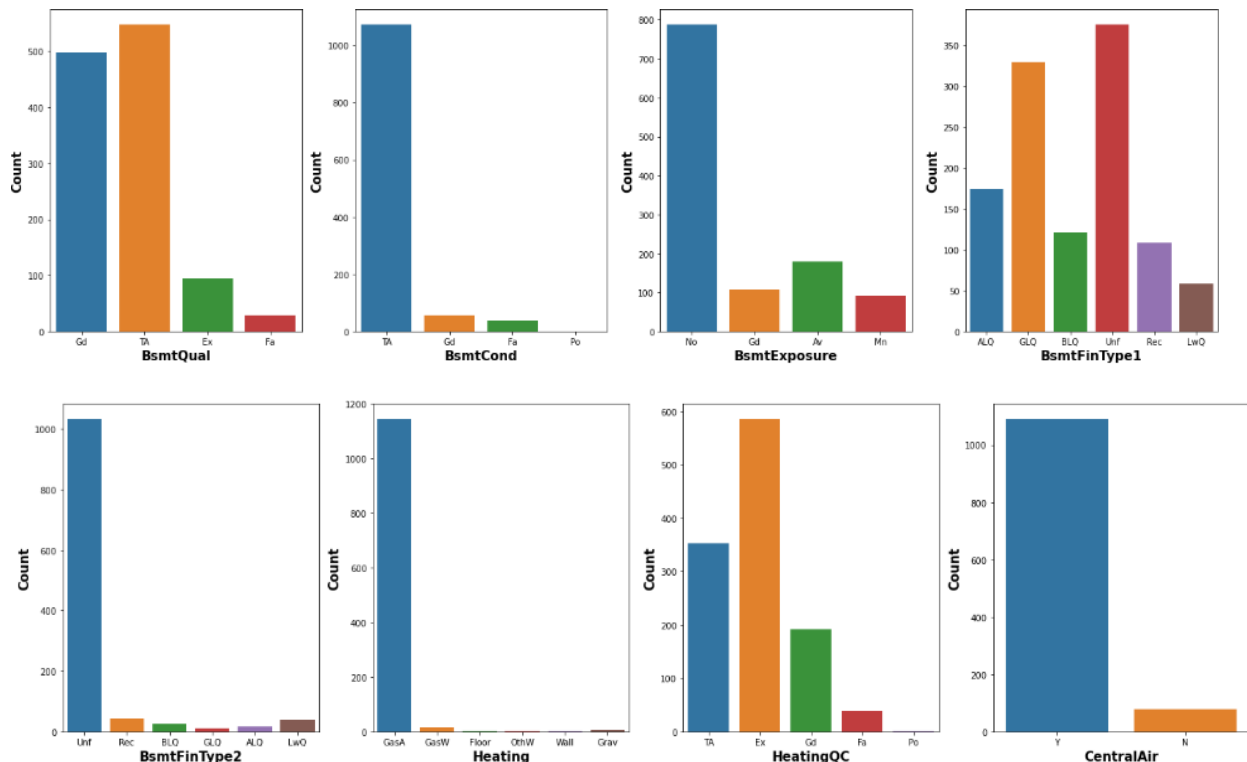 500
400
300
200
100
0
Count
Gd TA Ex Fa
BsmtQual
1000
800
600
400
200
0
Count
TA Gd Fa Po
BsmtCond
800
700
600
500
400
300
200
100
0
Count
No Gd Av Mn
BsmtExposure
350
300
250
200
150
100
50
0
Count
ALQ GLQ BLQ Unf Rec LwQ
BsmtFinType1
1000
800
600
400
200
0
Count
Unf Rec BLQ GLQ ALQ LwQ
BsmtFinType2
1200
1000
800
600
400
200
0
Count
GasA GasW Floor OthW Wall Grav
Heating
600
500
400
300
200
100
0
Count
TA Ex Gd Fa Po
HeatingQC
1000
800
600
400
200
0
Count
Y N
CentralAir